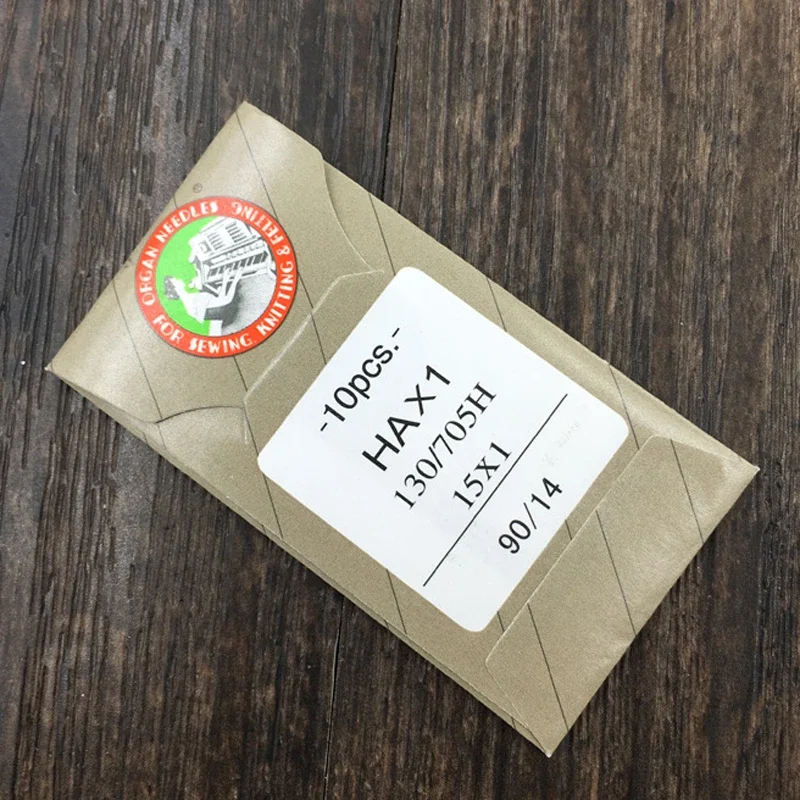 ®
ORGAN NEEDLES
FOR SEWING, KNITTING & FELTING
-10pcs.-
HAX1
130/705H
15X1
90/14